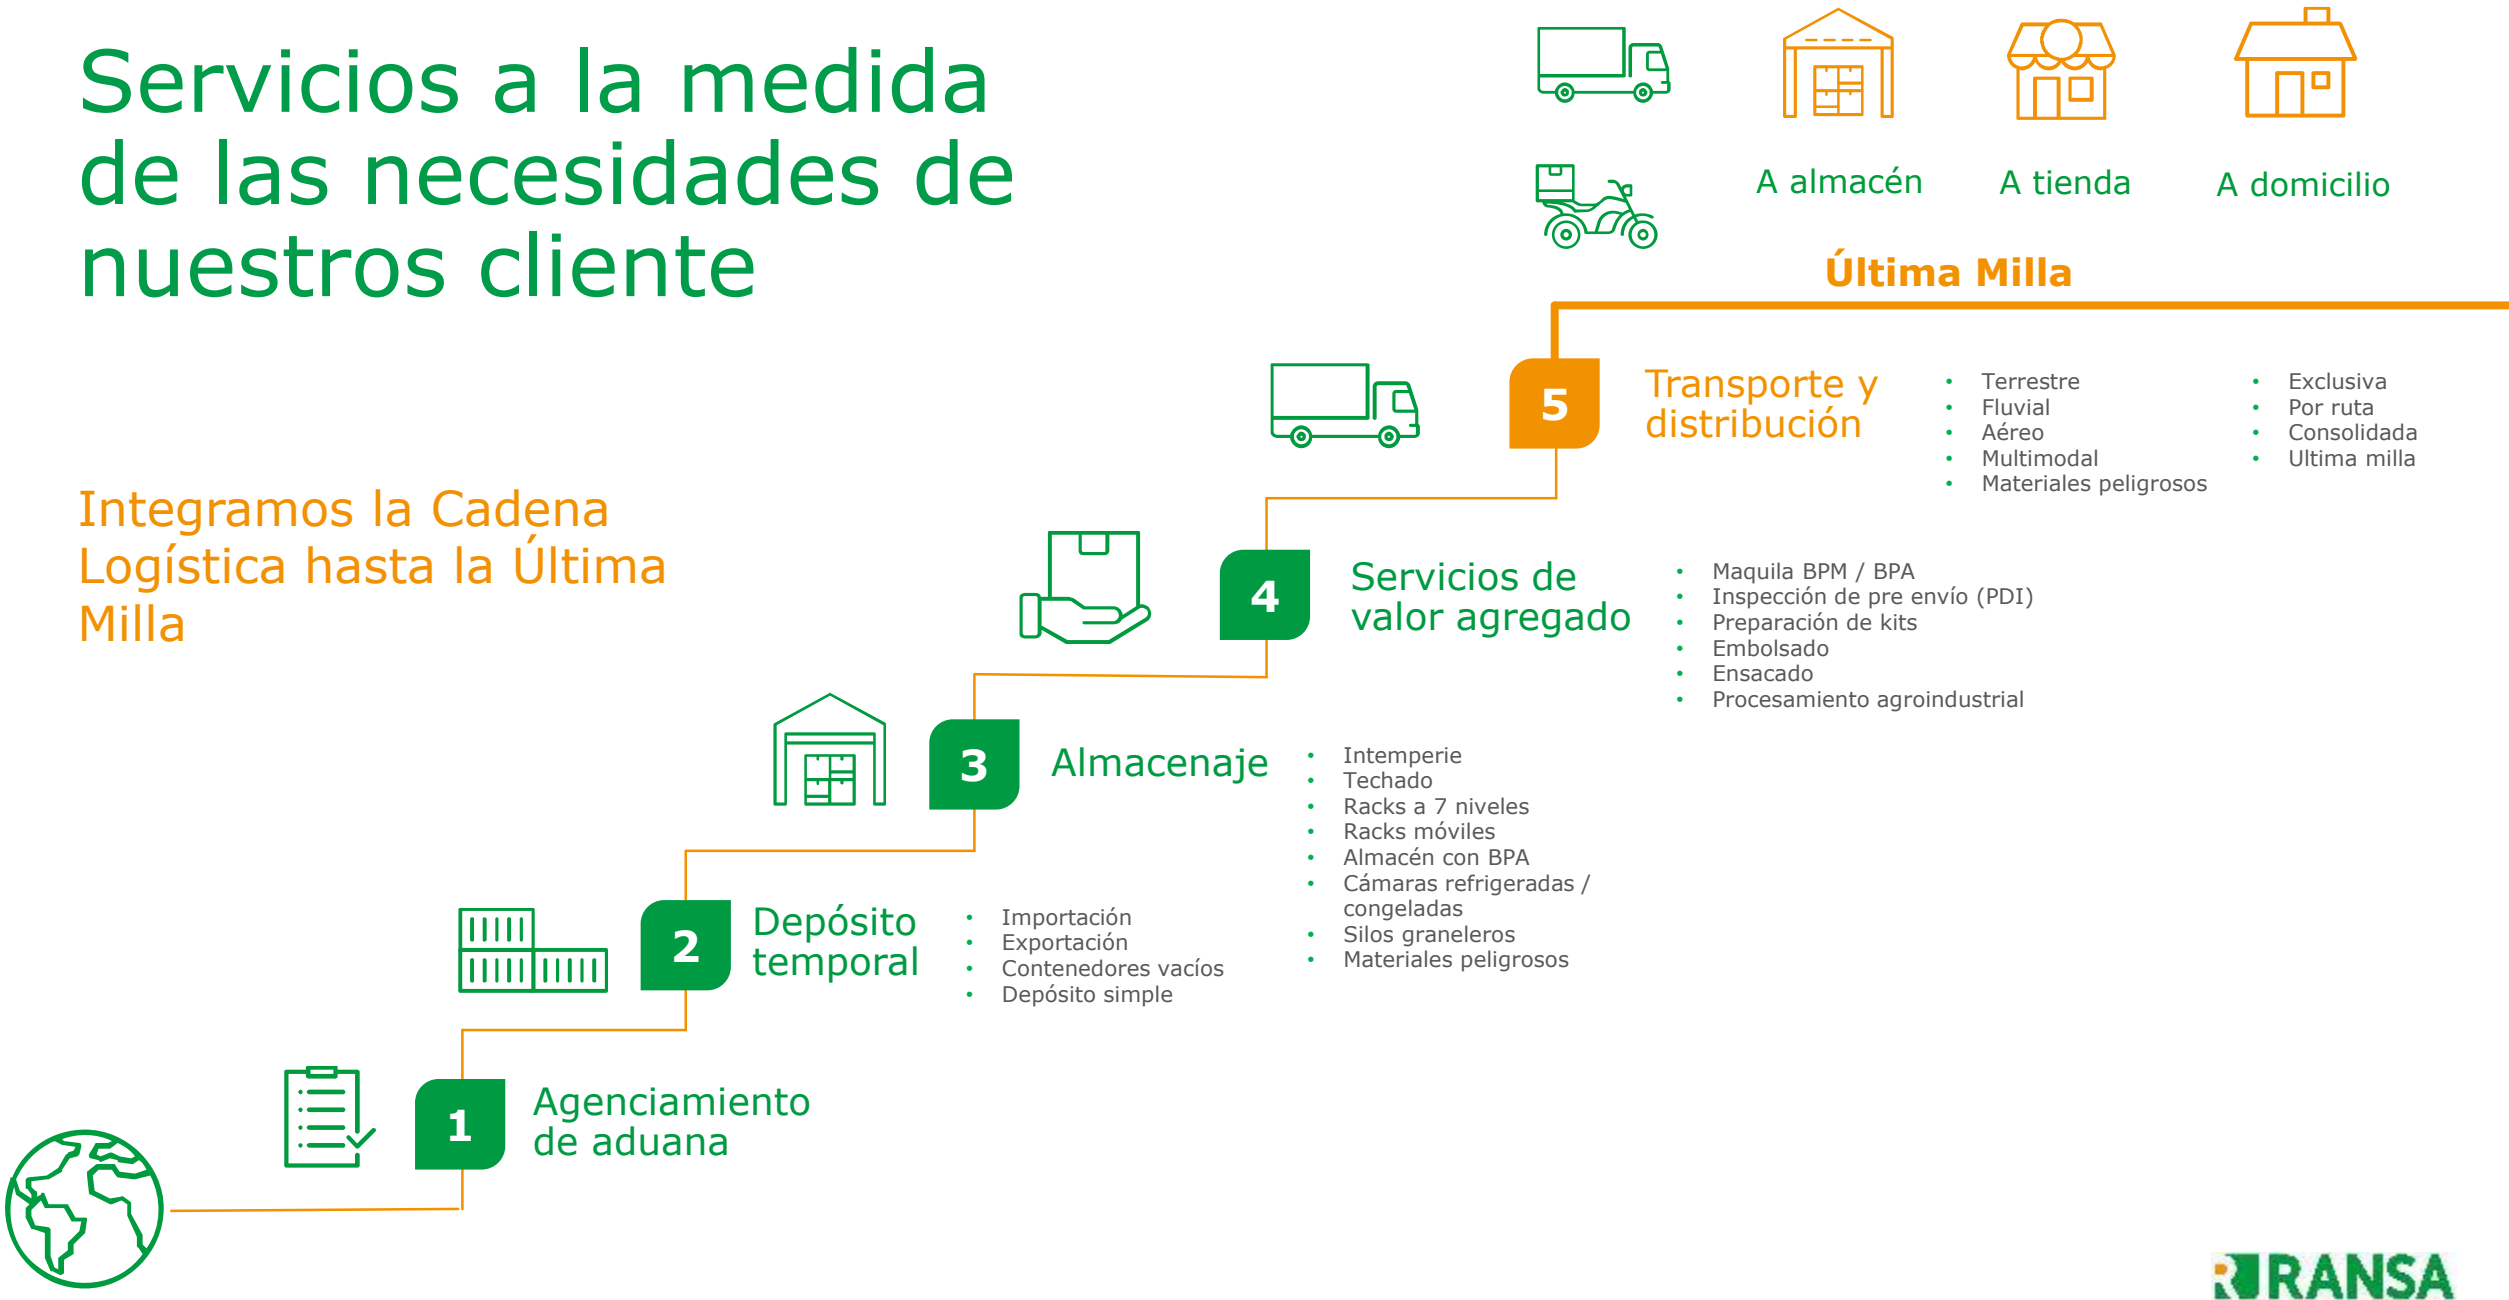 Servicios a la medida
de las necesidades de
nuestros cliente
Integramos la Cadena
Logística hasta la Última
Milla
A almacén
A tienda
A domicilio
Última Milla
5
Transporte y
distribución
• Terrestre
• Fluvial
• Aéreo
• Multimodal
• Materiales peligrosos
• Exclusiva
• Por ruta
• Consolidada
• Ultima milla
4
Servicios de
valor agregado
• Maquila BPM / BPA
• Inspección de pre envío (PDI)
• Preparación de kits
• Embolsado
• Ensacado
• Procesamiento agroindustrial
3
Almacenaje
• Intemperie
• Techado
• Racks a 7 niveles
• Racks móviles
• Almacén con BPA
• Cámaras refrigeradas /
congeladas
• Silos graneleros
• Materiales peligrosos
2
Depósito
temporal
• Importación
• Exportación
• Contenedores vacíos
• Depósito simple
1
Agenciamiento
de aduana
RANSA